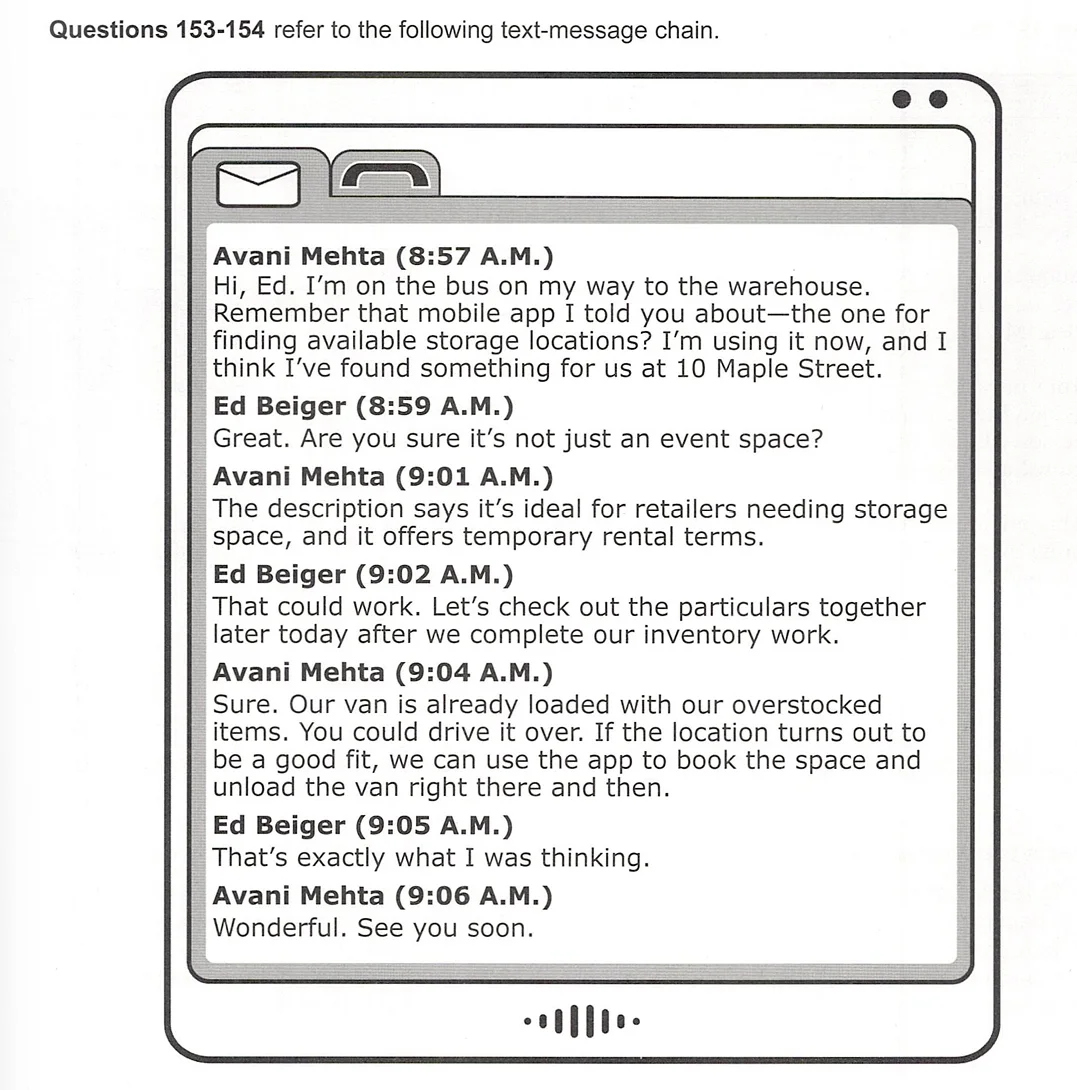 Questions 153-154 refer to the following text-message chain.
Avani Mehta (8:57 A.M.)
Hi, Ed. I'm on the bus on my way to the warehouse.
Remember that mobile app I told you about—the one for
finding available storage locations? I'm using it now, and I
think I've found something for us at 10 Maple Street.
Ed Beiger (8:59 A.M.)
Great. Are you sure it's not just an event space?
Avani Mehta (9:01 A.M.)
The description says it's ideal for retailers needing storage
space, and it offers temporary rental terms.
Ed Beiger (9:02 A.M.)
That could work. Let's check out the particulars together
later today after we complete our inventory work.
Avani Mehta (9:04 A.M.)
Sure. Our van is already loaded with our overstocked
items. You could drive it over. If the location turns out to
be a good fit, we can use the app to book the space and
unload the van right there and then.
Ed Beiger (9:05 A.M.)
That's exactly what I was thinking.
Avani Mehta (9:06 A.M.)
Wonderful. See you soon.